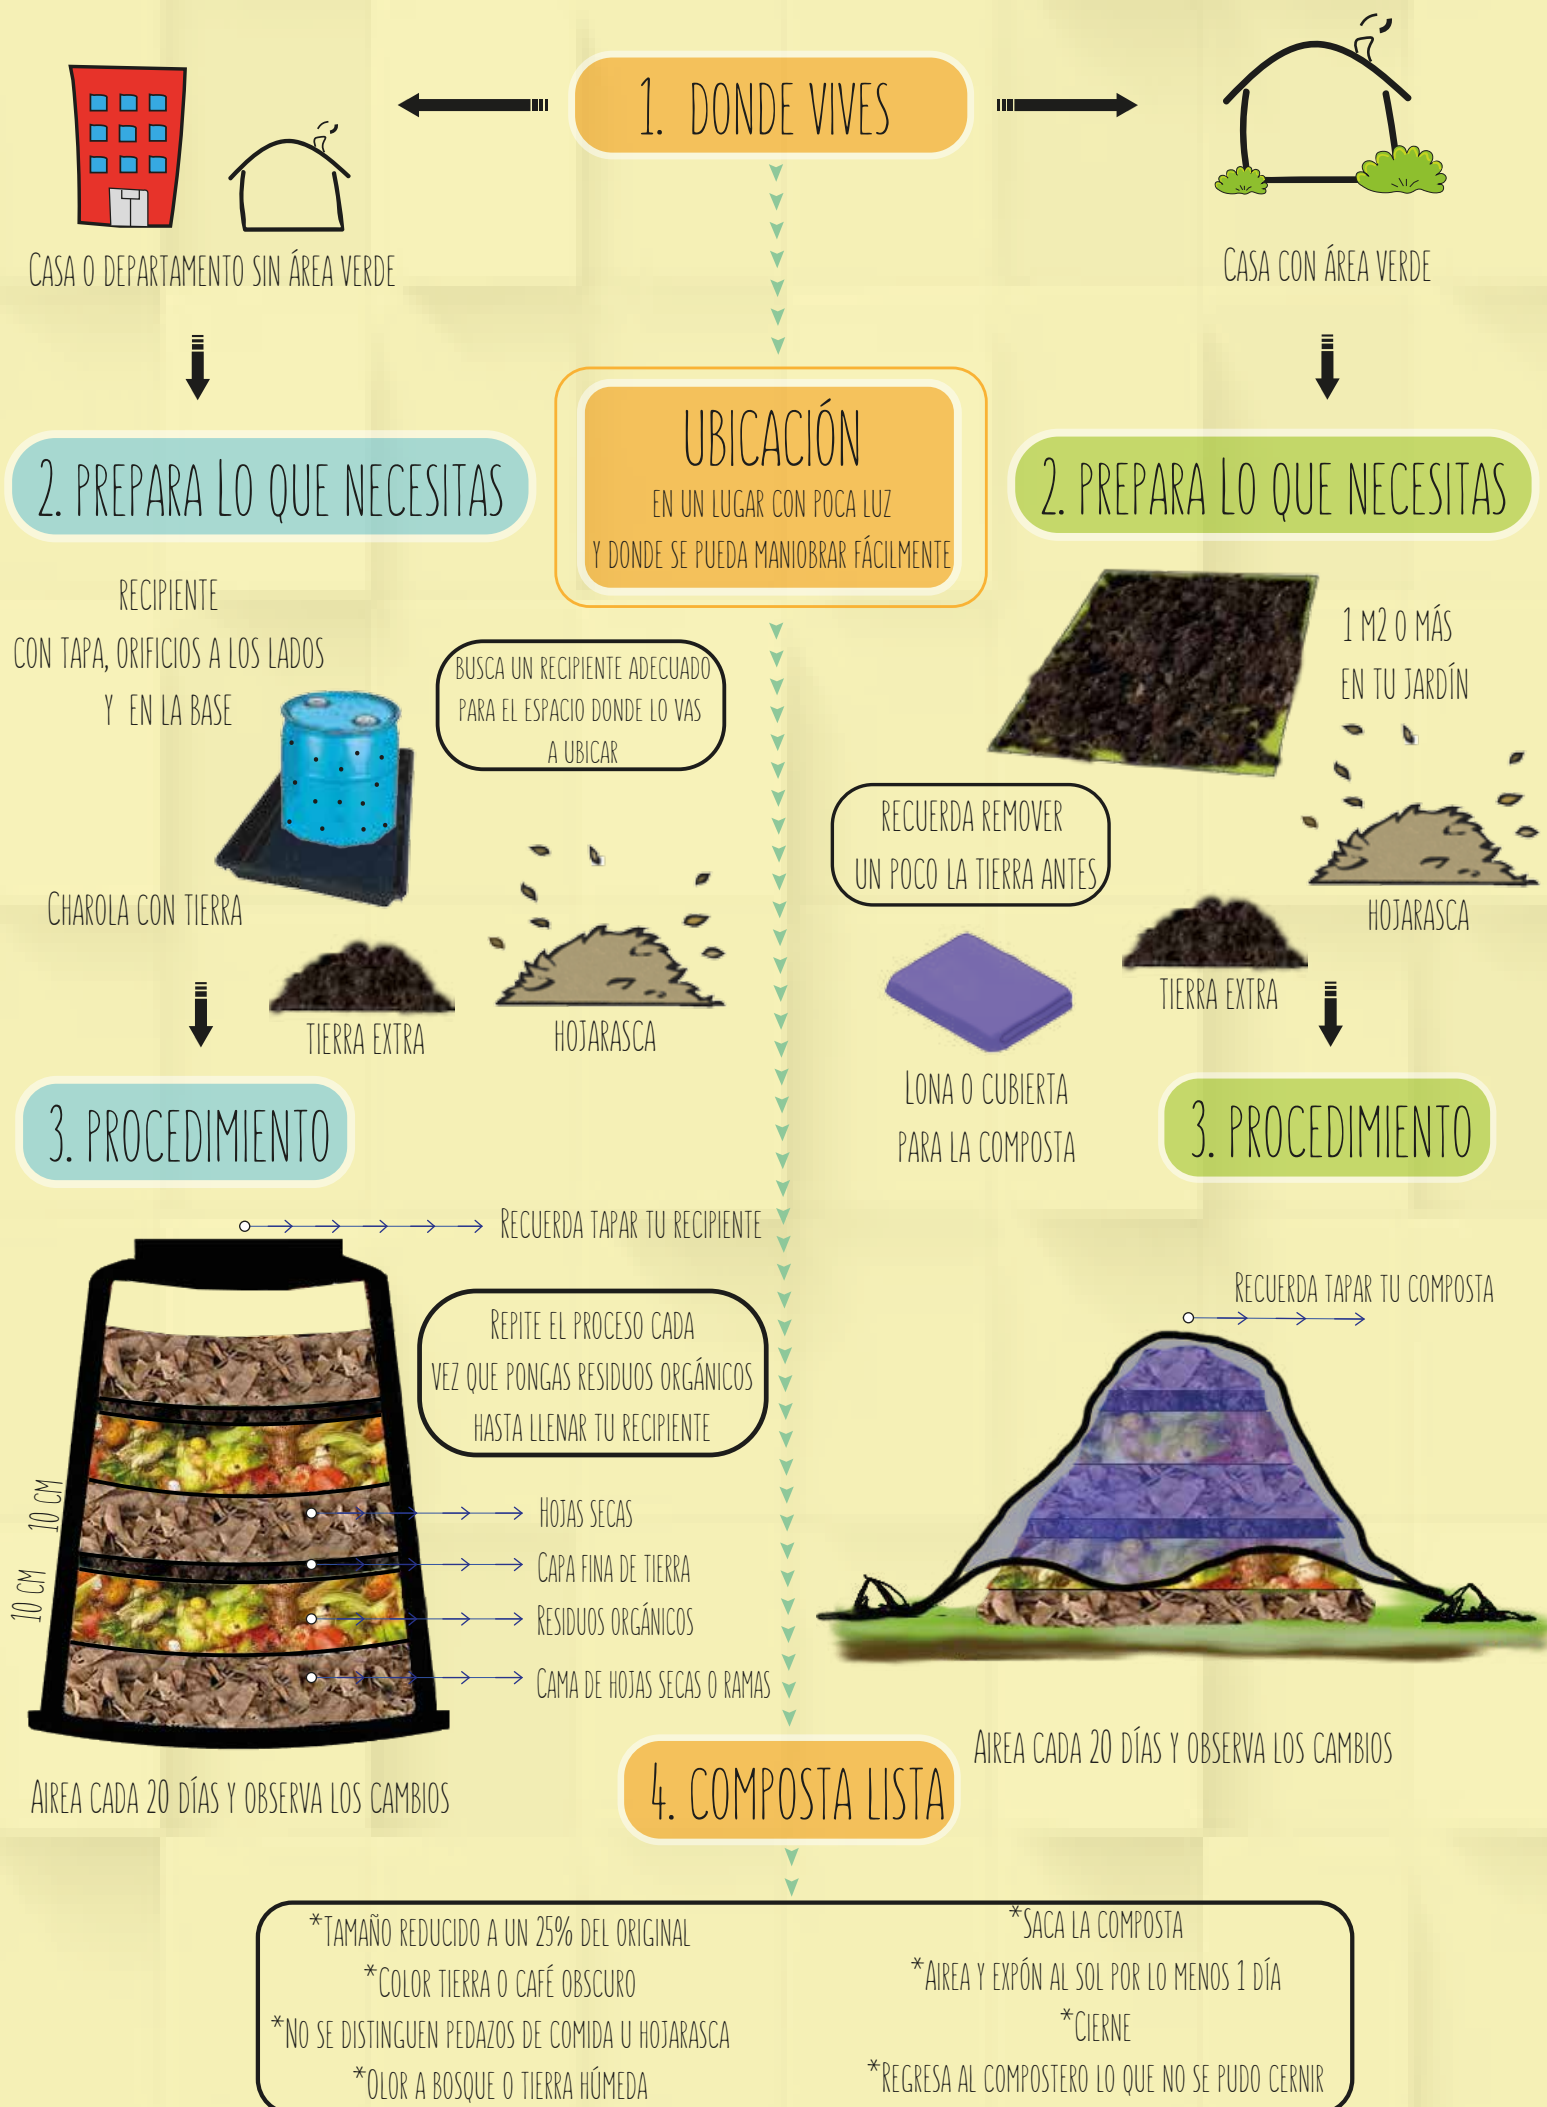 1. DONDE VIVES
CASA O DEPARTAMENTO SIN ÁREA VERDE
CASA CON ÁREA VERDE
UBICACIÓN
EN UN LUGAR CON POCA LUZ
Y DONDE SE PUEDA MANIOBRAR FÁCILMENTE
2. PREPARA LO QUE NECESITAS
RECIPIENTE
CON TAPA, ORIFICIOS A LOS LADOS
Y EN LA BASE
BUSCA UN RECIPIENTE ADECUADO
PARA EL ESPACIO DONDE LO VAS
A UBICAR
CHAROLA CON TIERRA
TIERRA EXTRA
HOJARASCA
2. PREPARA LO QUE NECESITAS
1 M2 O MÁS
EN TU JARDÍN
RECUERDA REMOVER
UN POCO LA TIERRA ANTES
HOJARASCA
TIERRA EXTRA
LONA O CUBIERTA
PARA LA COMPOSTA
3. PROCEDIMIENTO
RECUERDA TAPAR TU RECIPIENTE
REPITE EL PROCESO CADA
VEZ QUE PONGAS RESIDUOS ORGÁNICOS
HASTA LLENAR TU RECIPIENTE
10 CM
10 CM
HOJAS SECAS
CAPA FINA DE TIERRA
RESIDUOS ORGÁNICOS
CAMA DE HOJAS SECAS O RAMAS
AIREA CADA 20 DÍAS Y OBSERVA LOS CAMBIOS
3. PROCEDIMIENTO
RECUERDA TAPAR TU COMPOSTA
AIREA CADA 20 DÍAS Y OBSERVA LOS CAMBIOS
4. COMPOSTA LISTA
*TAMAÑO REDUCIDO A UN 25% DEL ORIGINAL
*COLOR TIERRA O CAFÉ OBSCURO
*NO SE DISTINGUEN PEDAZOS DE COMIDA U HOJARASCA
*OLOR A BOSQUE O TIERRA HÚMEDA
*SACA LA COMPOSTA
*AIREA Y EXPÓN AL SOL POR LO MENOS 1 DÍA
*CIERNE
*REGRESA AL COMPOSTERO LO QUE NO SE PUDO CERNIR